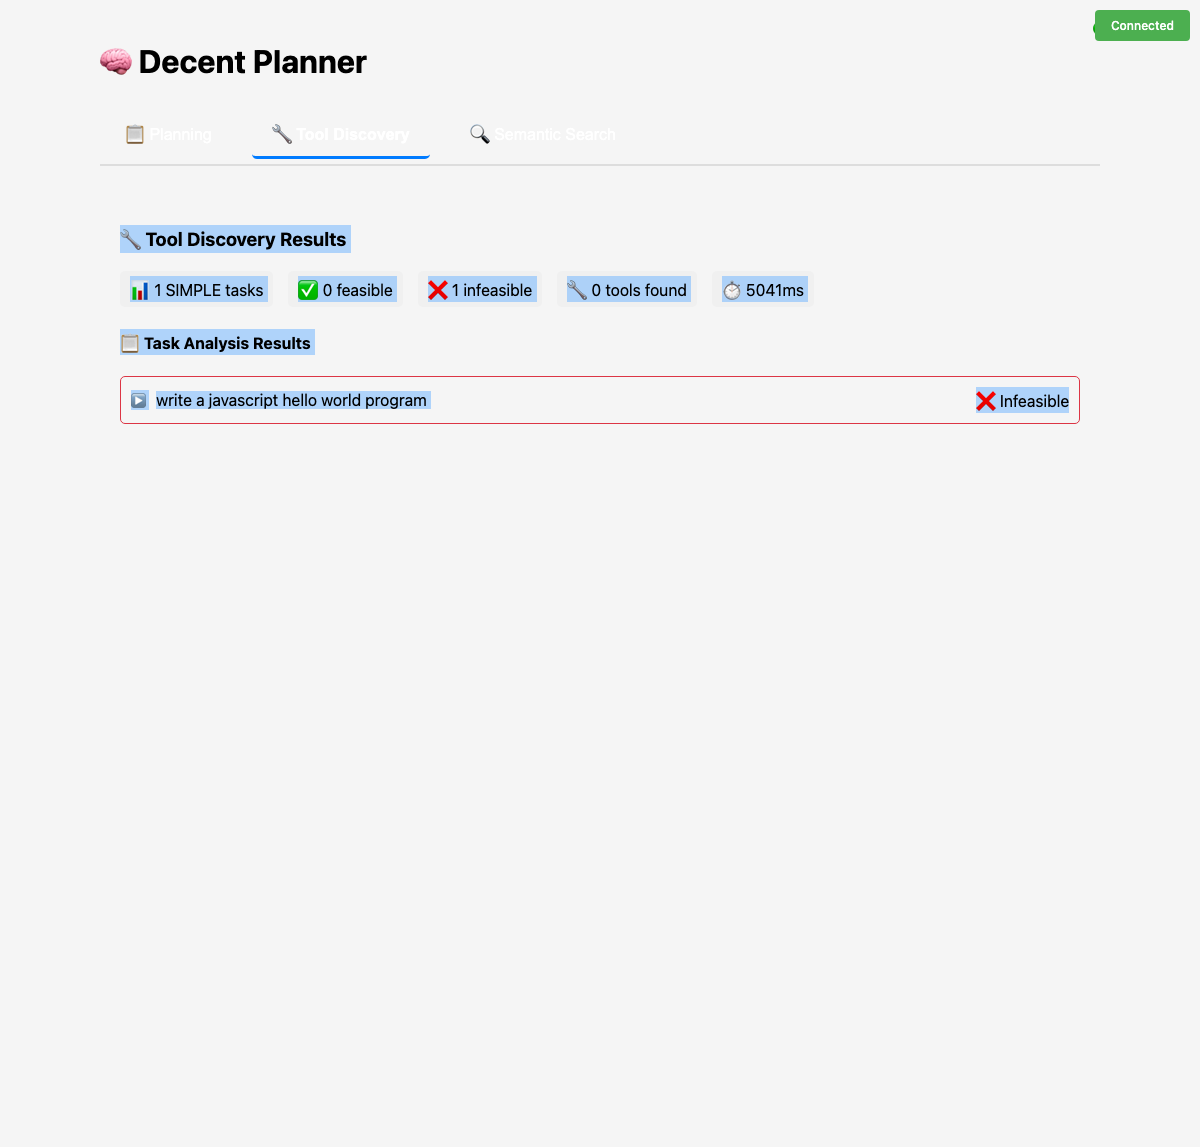 Connected
🧠 Decent Planner
📋 Planning 🔧 Tool Discovery 🔍 Semantic Search
🔧 Tool Discovery Results
📊 1 SIMPLE tasks ✅ 0 feasible ❌ 1 infeasible 🔧 0 tools found ⏱️ 5041ms
📋 Task Analysis Results
▶️ write a javascript hello world program ❌ Infeasible